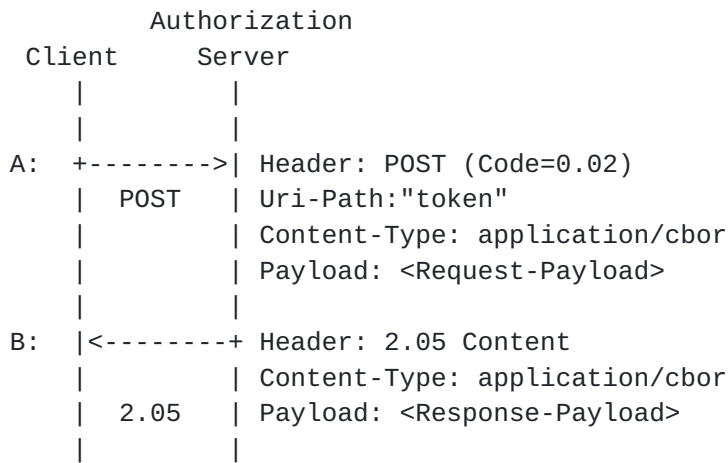 Authorization
 Client     Server
    |         |
    |         |
A:  +-------->| Header: POST (Code=0.02)
    |  POST   | Uri-Path:"token"
    |         | Content-Type: application/cbor
    |         | Payload: <Request-Payload>
    |         |
B:  |<--------+ Header: 2.05 Content
    |         | Content-Type: application/cbor
    |  2.05   | Payload: <Response-Payload>
    |         |